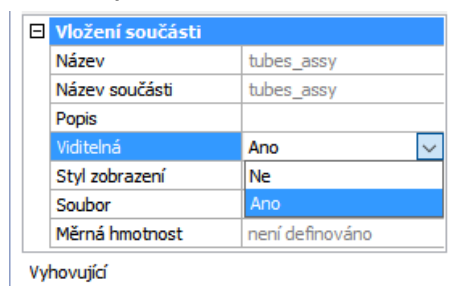 Vložení součásti
Název tubes_assy
Název součásti tubes_assy
Popis
Viditelná Ano
Styl zobrazení Ne
Soubor Ano
Měrná hmotnost není definováno
Vyhovující